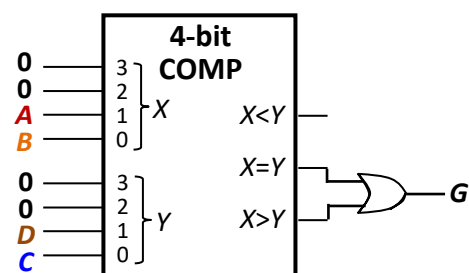 4-bit
COMP
0 3
0 2
A 1 X X<Y
B 0
X=Y
0 3
G
0 2
D 1 Y X>Y
C 0